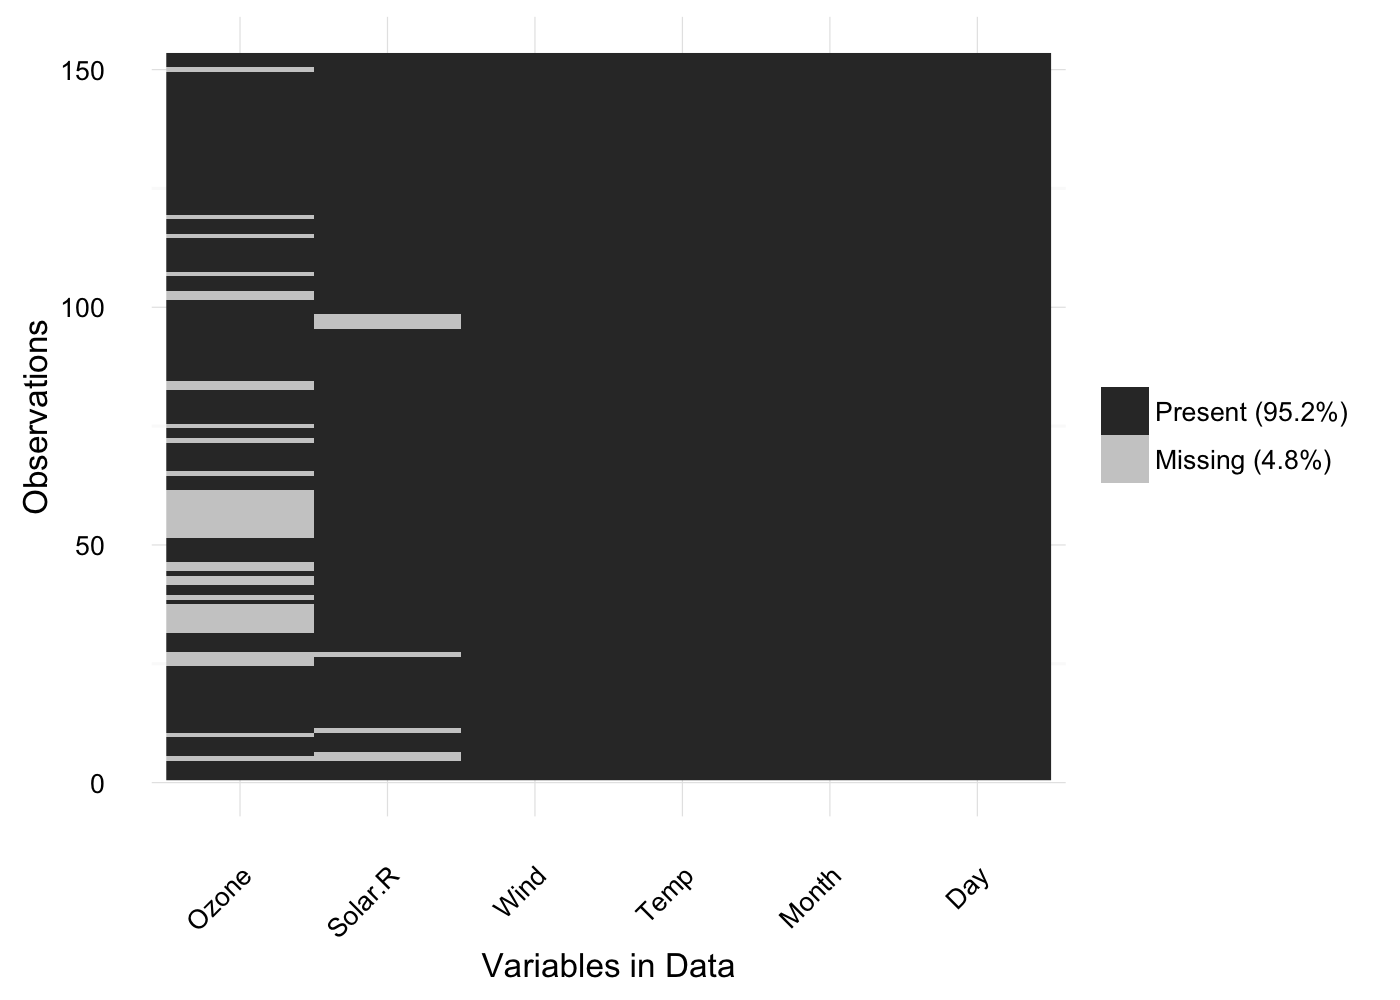 150
100
50
0
Observations
Ozone
Solar.R
Wind
Temp
Month
Day
Variables in Data
Present (95.2%)
Missing (4.8%)